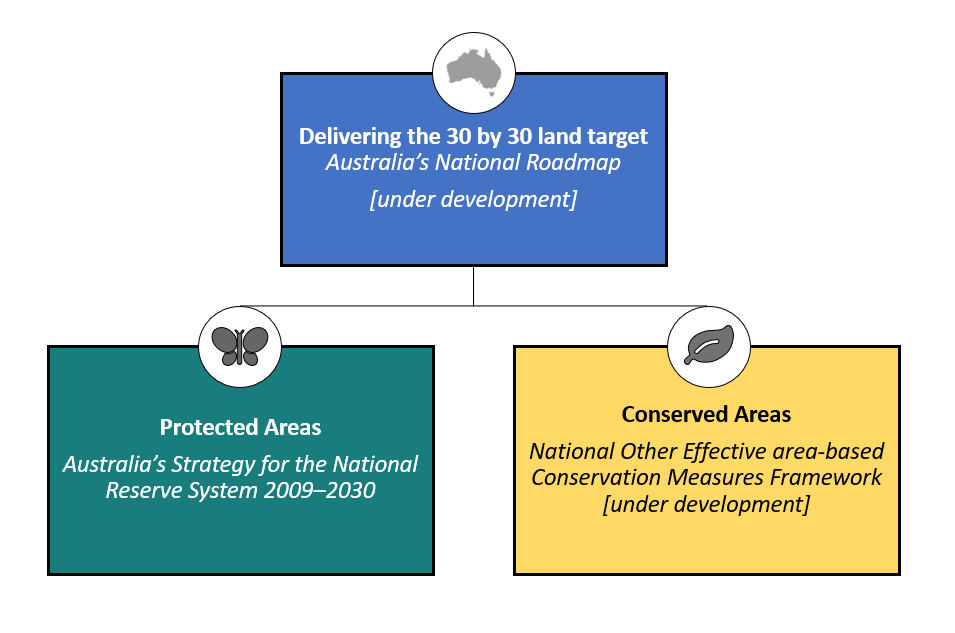 Delivering the 30 by 30 land target
Australia’s National Roadmap
[under development]
Protected Areas
Australia’s Strategy for the National
Reserve System 2009–2030
Conserved Areas
National Other Effective area-based
Conservation Measures Framework
[under development]